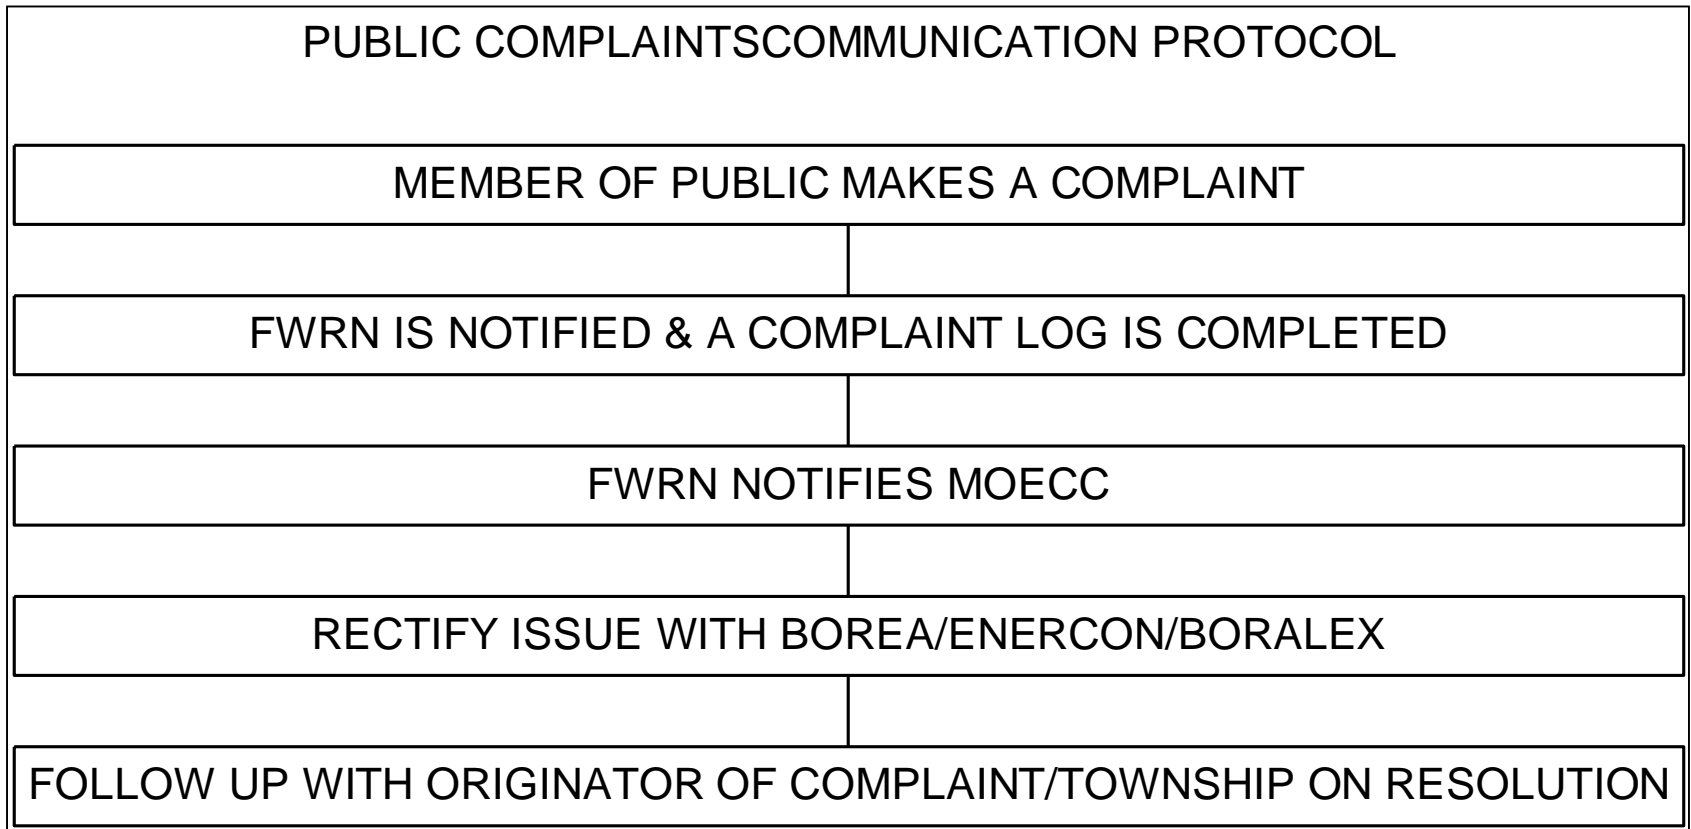 PUBLIC COMPLAINTSCOMMUNICATION PROTOCOL
MEMBER OF PUBLIC MAKES A COMPLAINT
FWRN IS NOTIFIED & A COMPLAINT LOG IS COMPLETED
FWRN NOTIFIES MOECC
RECTIFY ISSUE WITH BOREA/ENERCON/BORALEX
FOLLOW UP WITH ORIGINATOR OF COMPLAINT/TOWNSHIP ON RESOLUTION